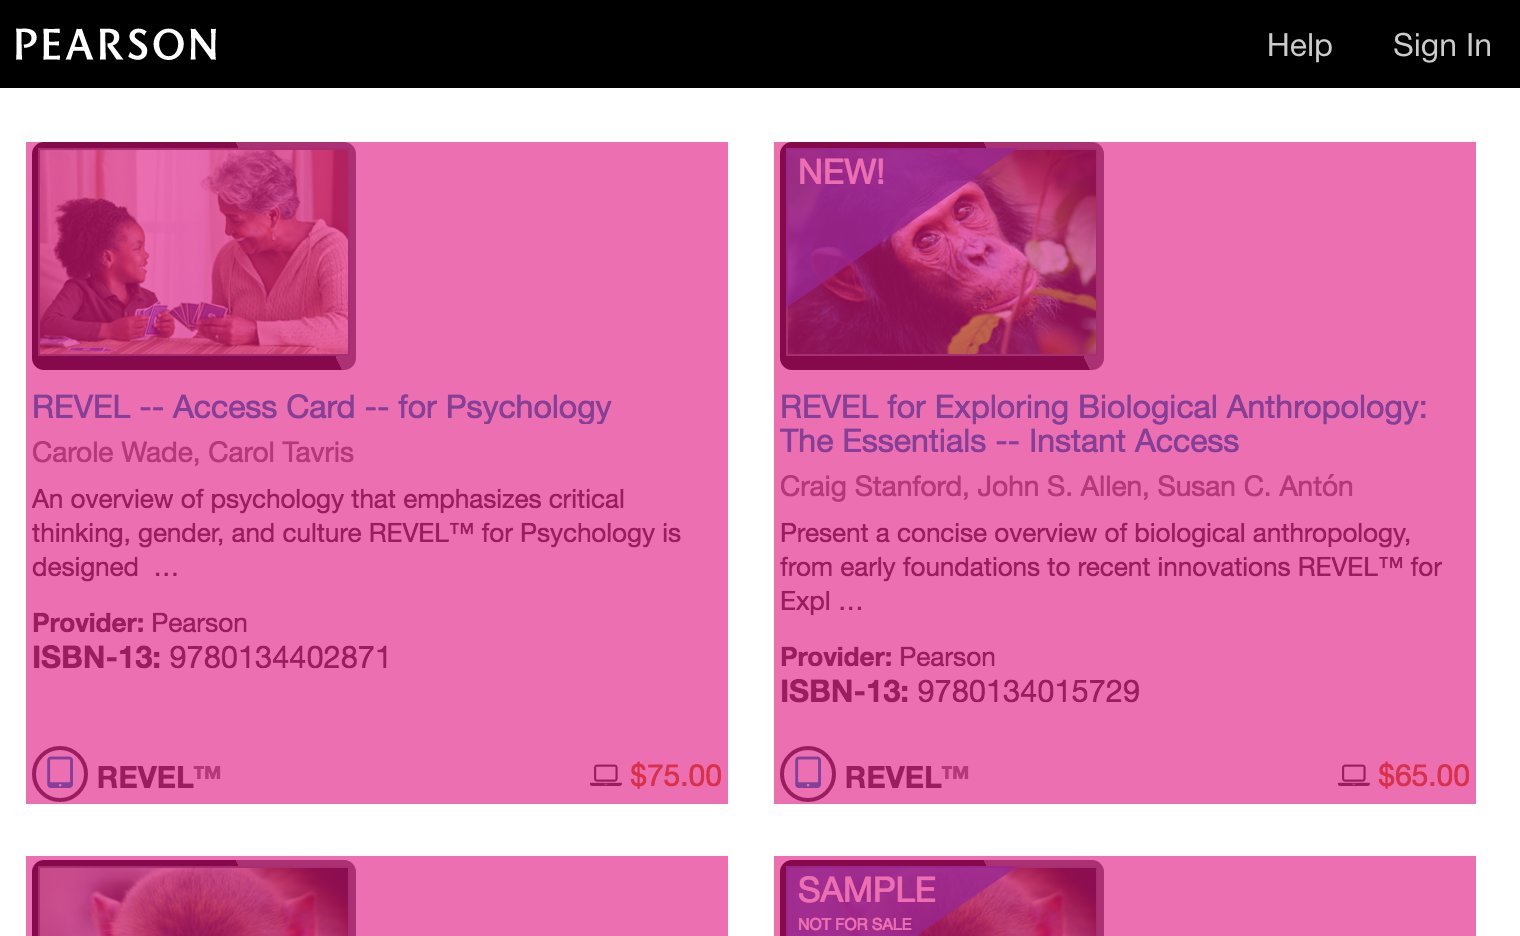 PEARSON
Help
Sign In
REVEL -- Access Card -- for Psychology
Carole Wade, Carol Tavris
An overview of psychology that emphasizes critical
thinking, gender, and culture REVEL™ for Psychology is
designed …
Provider: Pearson
ISBN-13: 9780134402871
REVEL™
$75.00
NEW!
REVEL for Exploring Biological Anthropology:
The Essentials -- Instant Access
Craig Stanford, John S. Allen, Susan C. Antón
Present a concise overview of biological anthropology,
from early foundations to recent innovations REVEL™ for
Expl …
Provider: Pearson
ISBN-13: 9780134015729
REVEL™
$65.00
SAMPLE
NOT FOR SALE